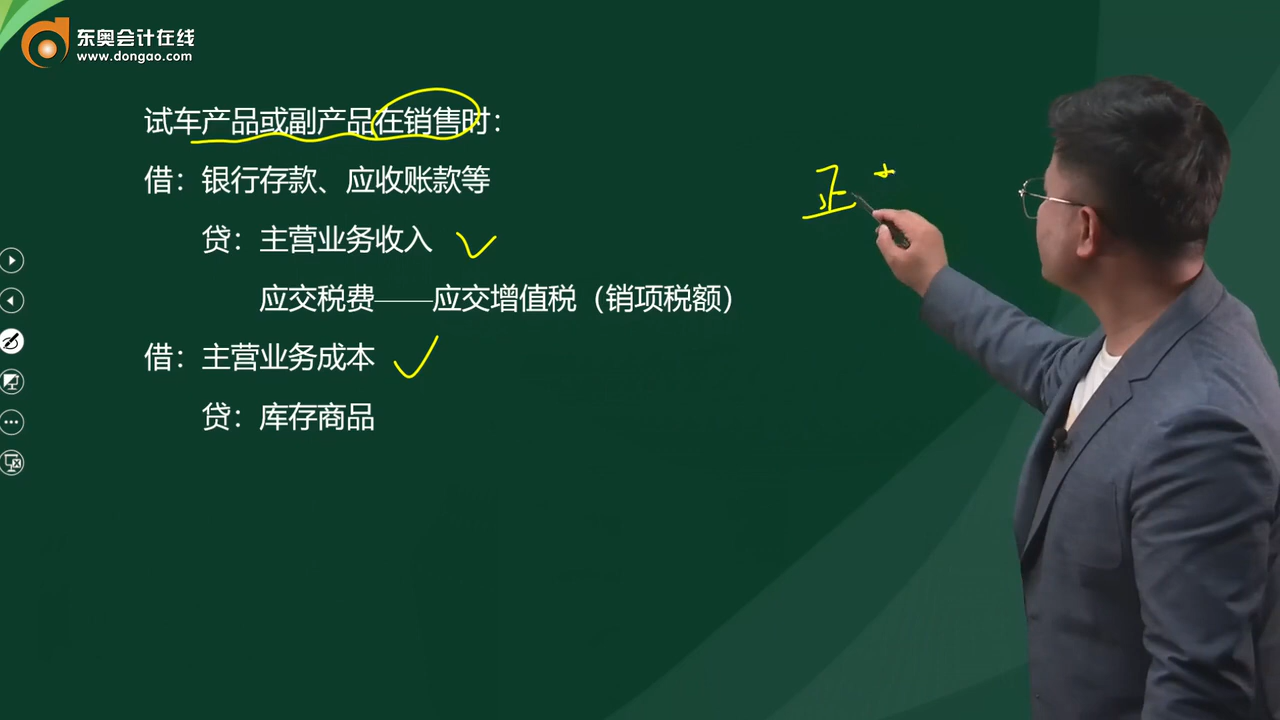 东奥会计在线
www.dongao.com
试车产品或副产品在销售时：
借：银行存款、应收账款等
贷：主营业务收入
应交税费——应交增值税（销项税额）
借：主营业务成本
贷：库存商品
正